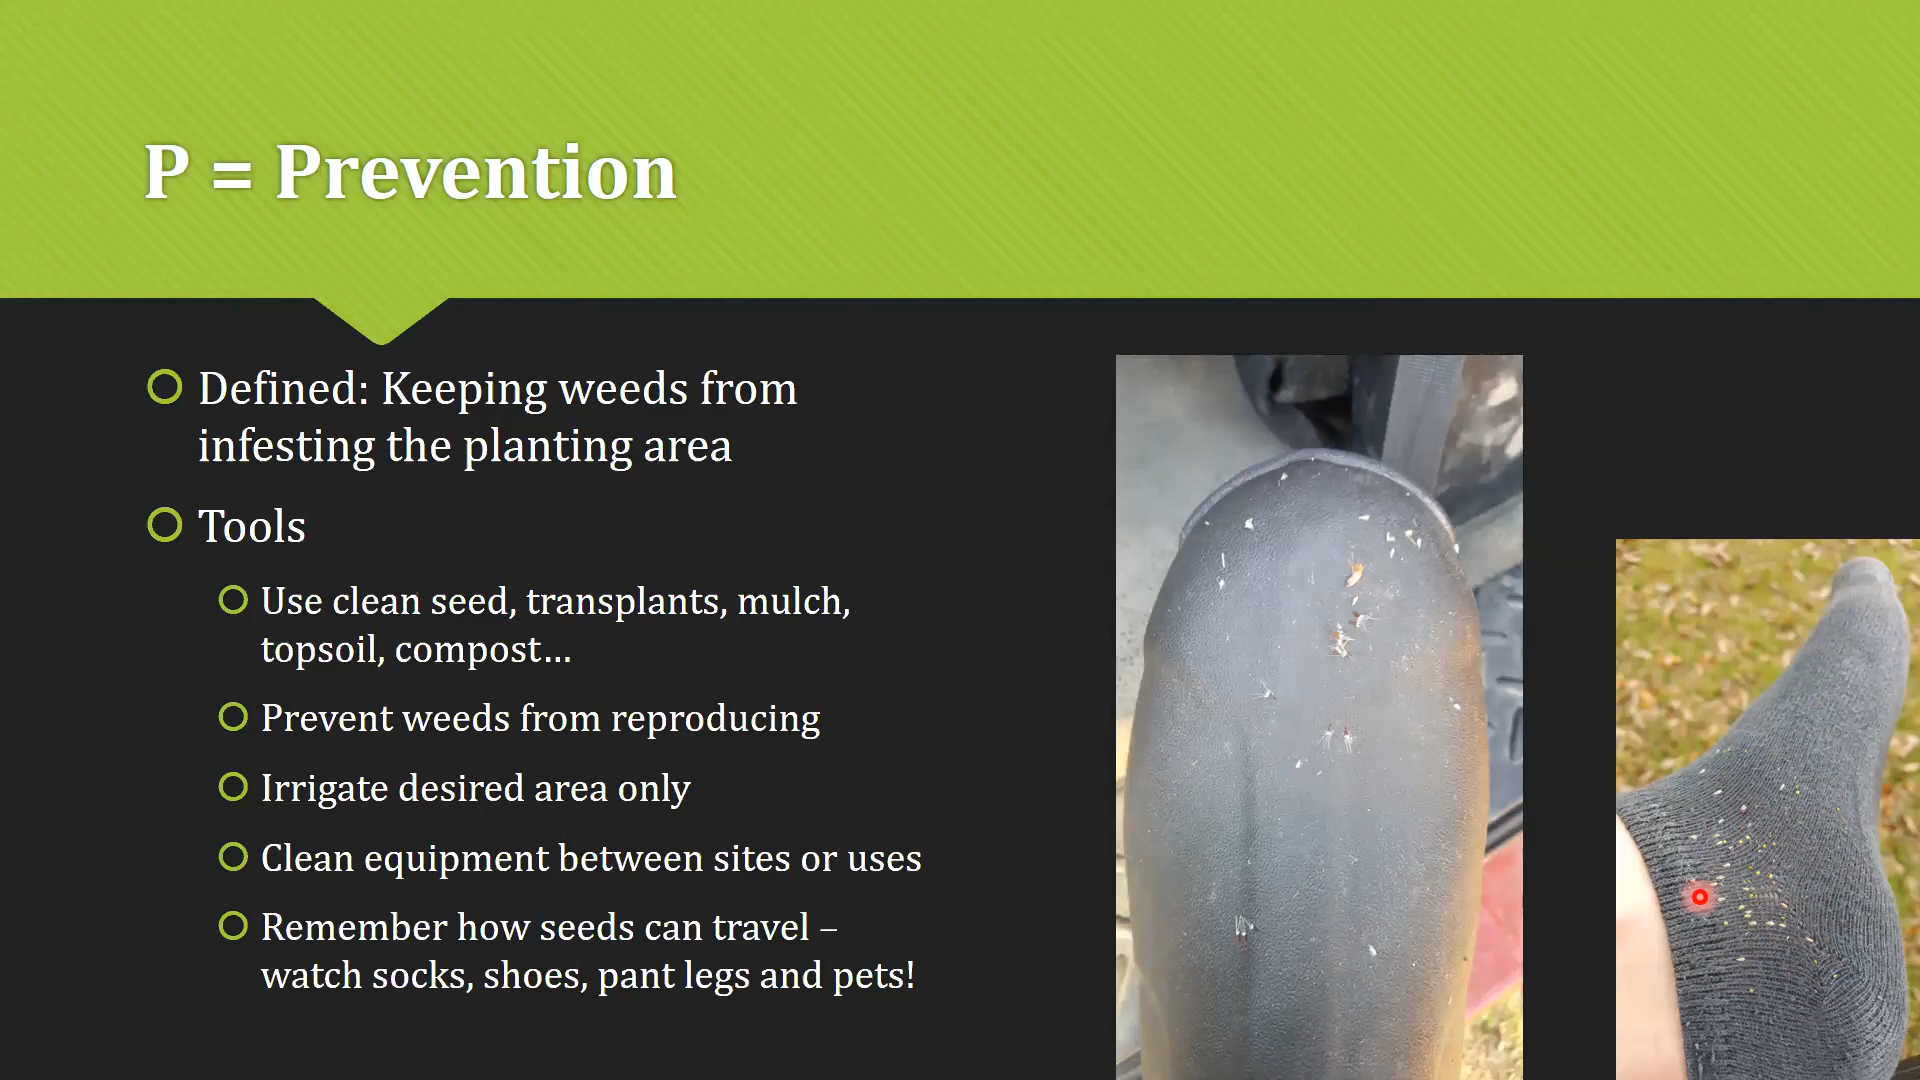 P = Prevention
Defined: Keeping weeds from
infesting the planting area
Tools
Use clean seed, transplants, mulch,
topsoil, compost…
Prevent weeds from reproducing
Irrigate desired area only
Clean equipment between sites or uses
Remember how seeds can travel –
watch socks, shoes, pant legs and pets!